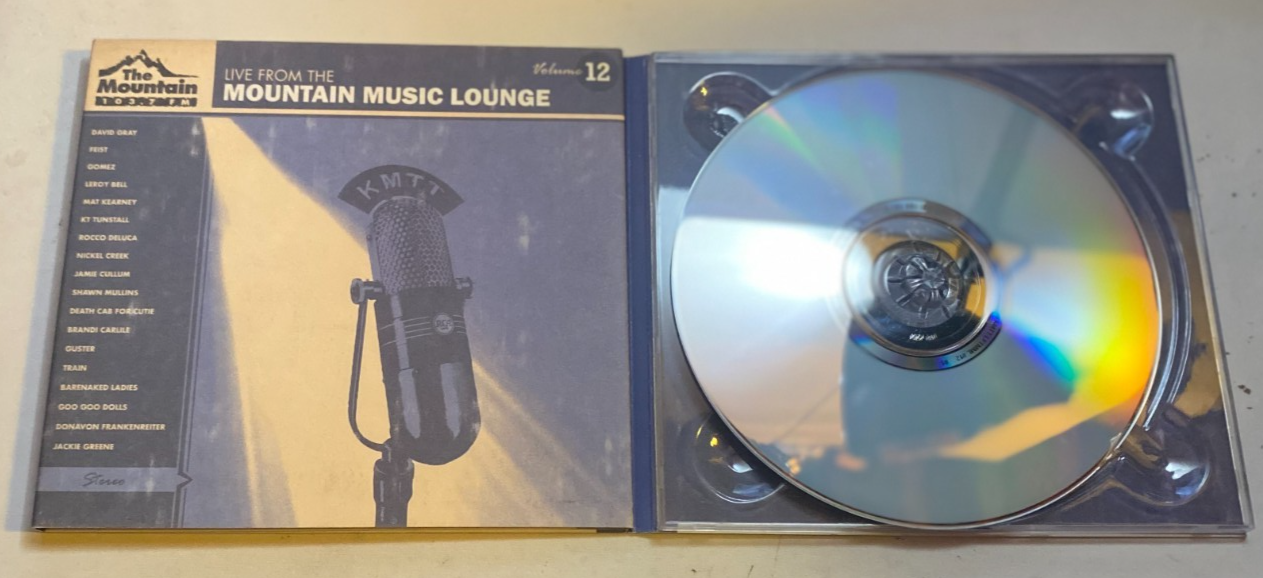 The
Mountain
103.7 FM
LIVE FROM THE
MOUNTAIN MUSIC LOUNGE
Volume 12
DAVID GRAY
FEIST
GOMEZ
LEROY BELL
MAT KEARNEY
KT TUNSTALL
ROCCO DELUCA
NICKEL CREEK
JAMIE CULLUM
SHAWN MULLINS
DEATH CAB FOR CUTIE
BRANDI CARLILE
GUSTER
TRAIN
BARENAKED LADIES
GOO GOO DOLLS
DONAVON FRANKENREITER
JACKIE GREENE
Stereo
KMTT